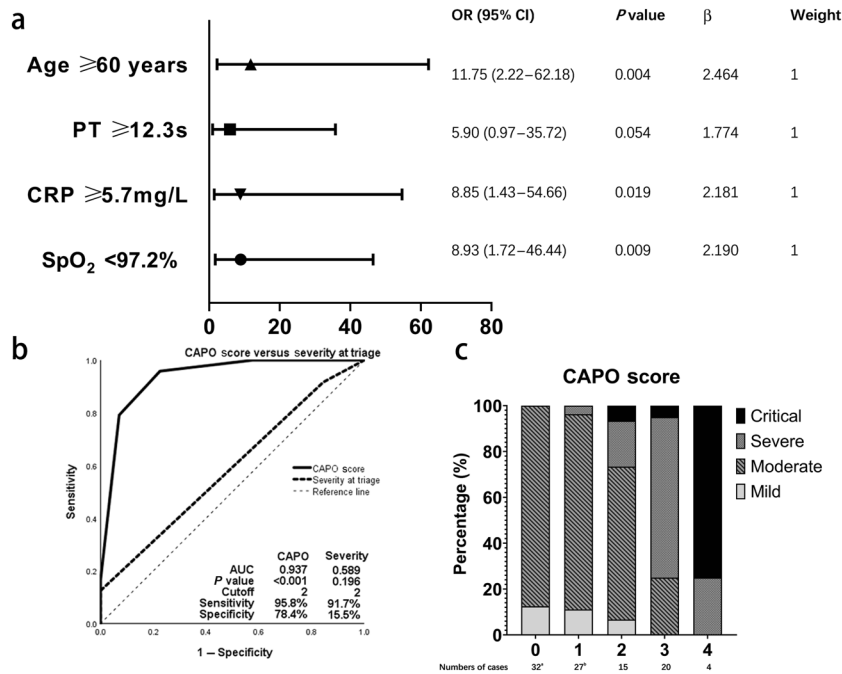 a
OR (95% CI) P value β Weight
Age ≥60 years 11.75 (2.22–62.18) 0.004 2.464 1
PT ≥12.3s 5.90 (0.97–35.72) 0.054 1.774 1
CRP ≥5.7mg/L 8.85 (1.43–54.66) 0.019 2.181 1
SpO₂ <97.2% 8.93 (1.72–46.44) 0.009 2.190 1
0 20 40 60 80
b
CAPO score versus severity at triage
1.0
0.8
0.6
0.4
0.2
0.0
Sensitivity
CAPO score
Severity at triage
Reference line
CAPO Severity
AUC 0.937 0.589
P value <0.001 0.196
Cutoff 2 2
Sensitivity 95.8% 91.7%
Specificity 78.4% 15.5%
0.0 0.2 0.4 0.6 0.8 1.0
1 – Specificity
c
CAPO score
100
80
60
40
20
0
Percentage (%)
Critical
Severe
Moderate
Mild
0 1 2 3 4
Numbers of cases 32ᵃ 27ᵇ 15 20 4